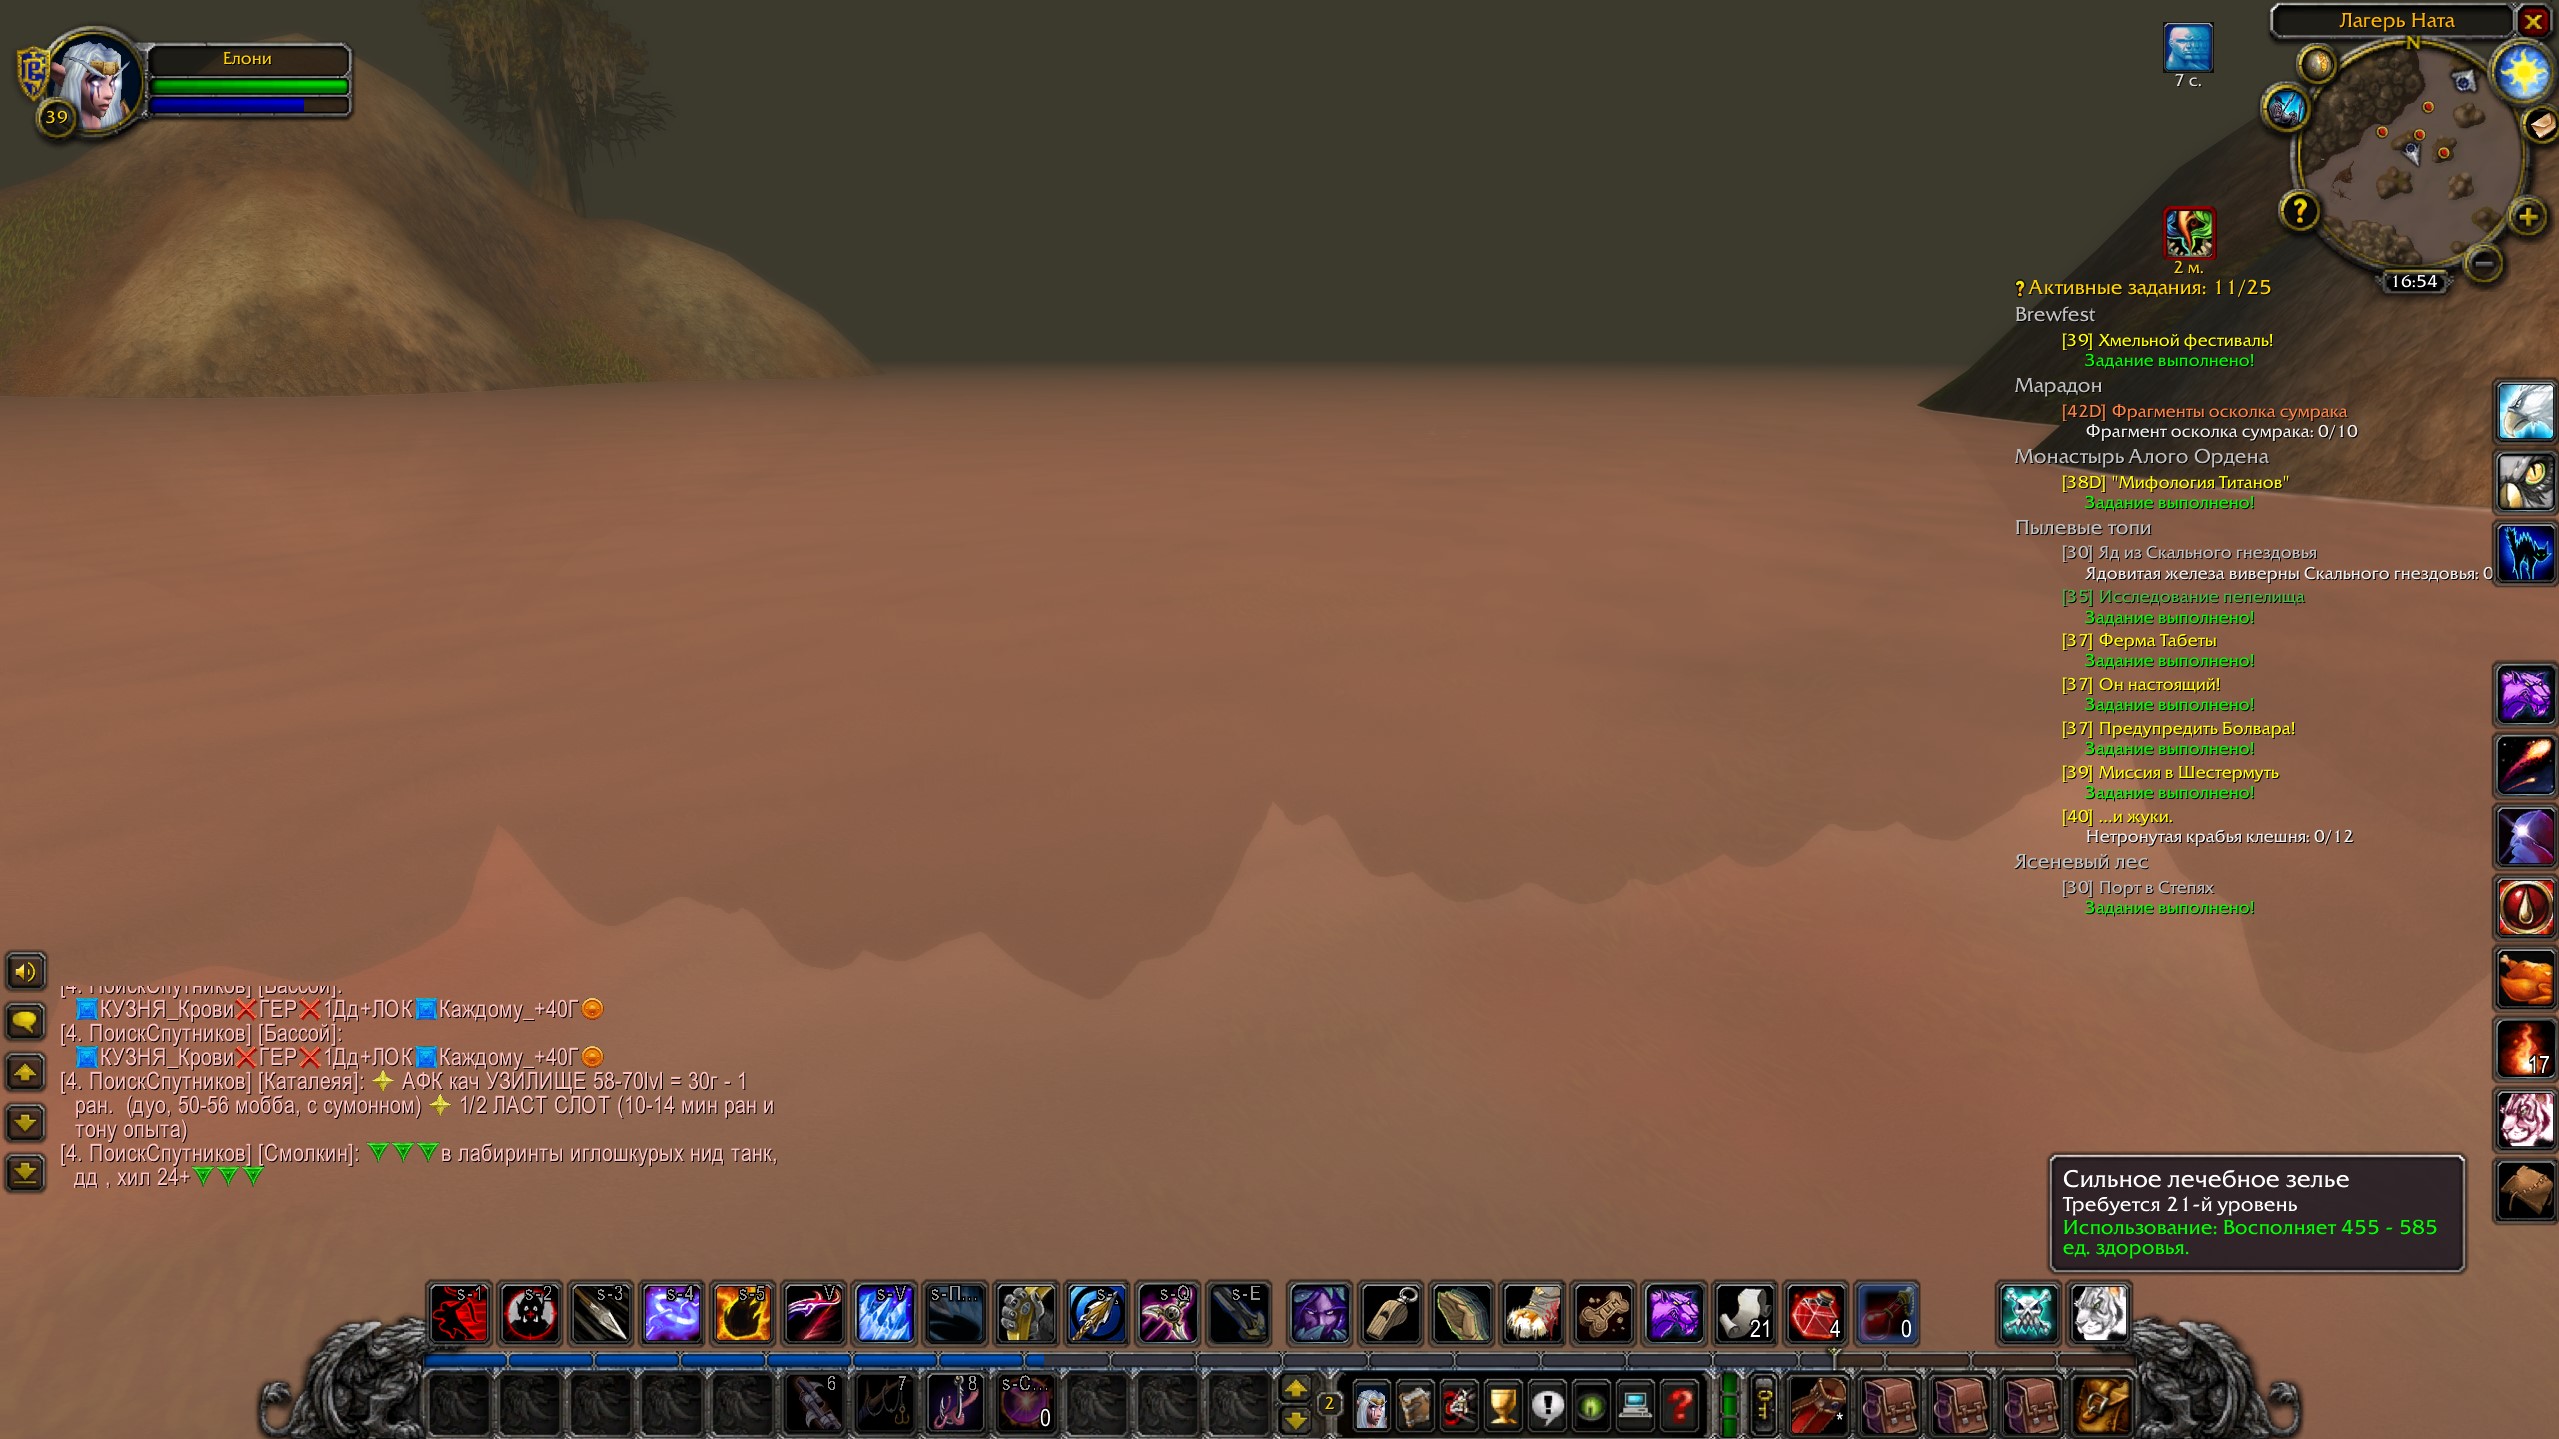 Елони
39
7 с.
Лагерь Ната
N
16:54
2 м.
? Активные задания: 11/25
Brewfest
[39] Хмельной фестиваль!
Задание выполнено!
Марадон
[42D] Фрагменты осколка сумрака
Фрагмент осколка сумрака: 0/10
Монастырь Алого Ордена
[38D] "Мифология Титанов"
Задание выполнено!
Пылевые топи
[30] Яд из Скального гнездовья
Ядовитая железа виверны Скального гнездовья: 0
[35] Исследование пепелища
Задание выполнено!
[37] Ферма Табеты
Задание выполнено!
[37] Он настоящий!
Задание выполнено!
[37] Предупредить Болвара!
Задание выполнено!
[39] Миссия в Шестермуть
Задание выполнено!
[40] ...и жуки.
Нетронутая крабья клешня: 0/12
Ясеневый лес
[30] Порт в Степях
Задание выполнено!
17
[4. ПоискСпутников] [Бассой]:
КУЗНЯ_Крови ГЕР 1Дд+ЛОК Каждому_+40Г
[4. ПоискСпутников] [Бассой]:
КУЗНЯ_Крови ГЕР 1Дд+ЛОК Каждому_+40Г
[4. ПоискСпутников] [Каталеяя]: АФК кач УЗИЛИЩЕ 58-70lvl = 30г - 1
ран. (дуо, 50-56 мобба, с сумонном) 1/2 ЛАСТ СЛОТ (10-14 мин ран и
тону опыта)
[4. ПоискСпутников] [Смолкин]: в лабиринты иглошкурых нид танк,
дд , хил 24+
Сильное лечебное зелье
Требуется 21-й уровень
Использование: Восполняет 455 - 585
ед. здоровья.
s-1 s-2 s-3 s-4 s-5 V s-V s-П... s-Q s-E 21 4 0
6 7 8 s-C... 0 2